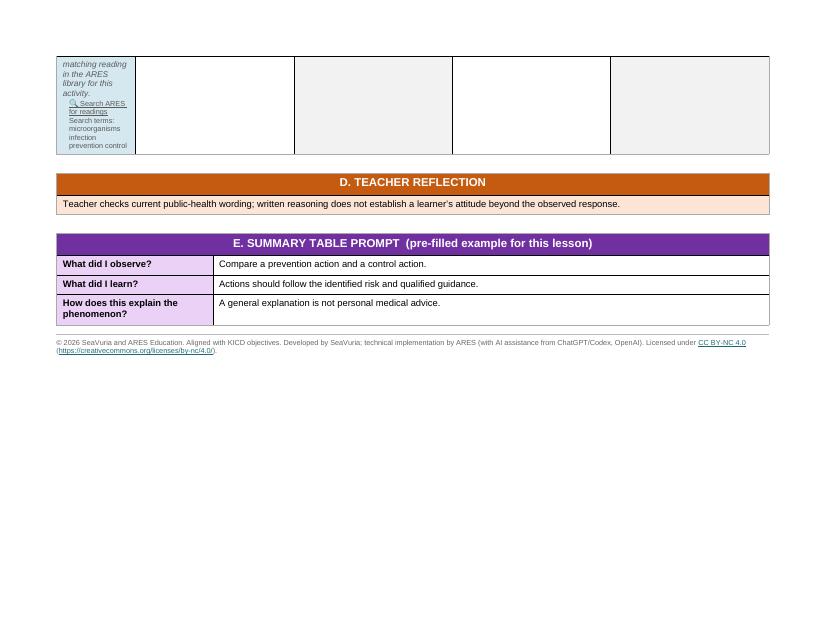 matching reading
in the ARES
library for this
activity.
🔍 Search ARES
for readings
Search terms:
microorganisms
infection
prevention control
D. TEACHER REFLECTION
Teacher checks current public-health wording; written reasoning does not establish a learner's attitude beyond the observed response.
E. SUMMARY TABLE PROMPT (pre-filled example for this lesson)
What did I observe?
Compare a prevention action and a control action.
What did I learn?
Actions should follow the identified risk and qualified guidance.
How does this explain the
phenomenon?
A general explanation is not personal medical advice.
© 2026 SeaVuria and ARES Education. Aligned with KICD objectives. Developed by SeaVuria; technical implementation by ARES (with AI assistance from ChatGPT/Codex, OpenAI). Licensed under CC BY-NC 4.0
(https://creativecommons.org/licenses/by-nc/4.0/).